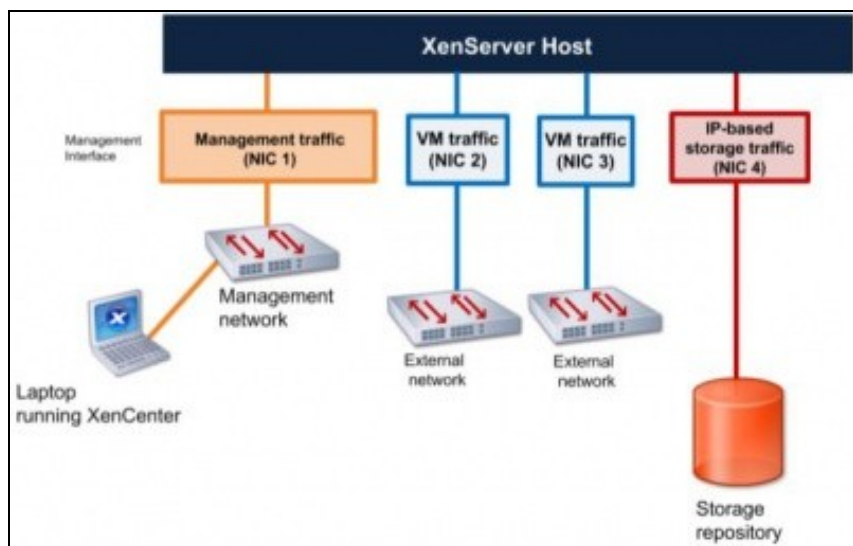 XenServer Host
Management
Interface
Management traffic
(NIC 1)
VM traffic
(NIC 2)
VM traffic
(NIC 3)
IP-based
storage traffic
(NIC 4)
Management
network
External
network
External
network
Laptop
running XenCenter
Storage
repository